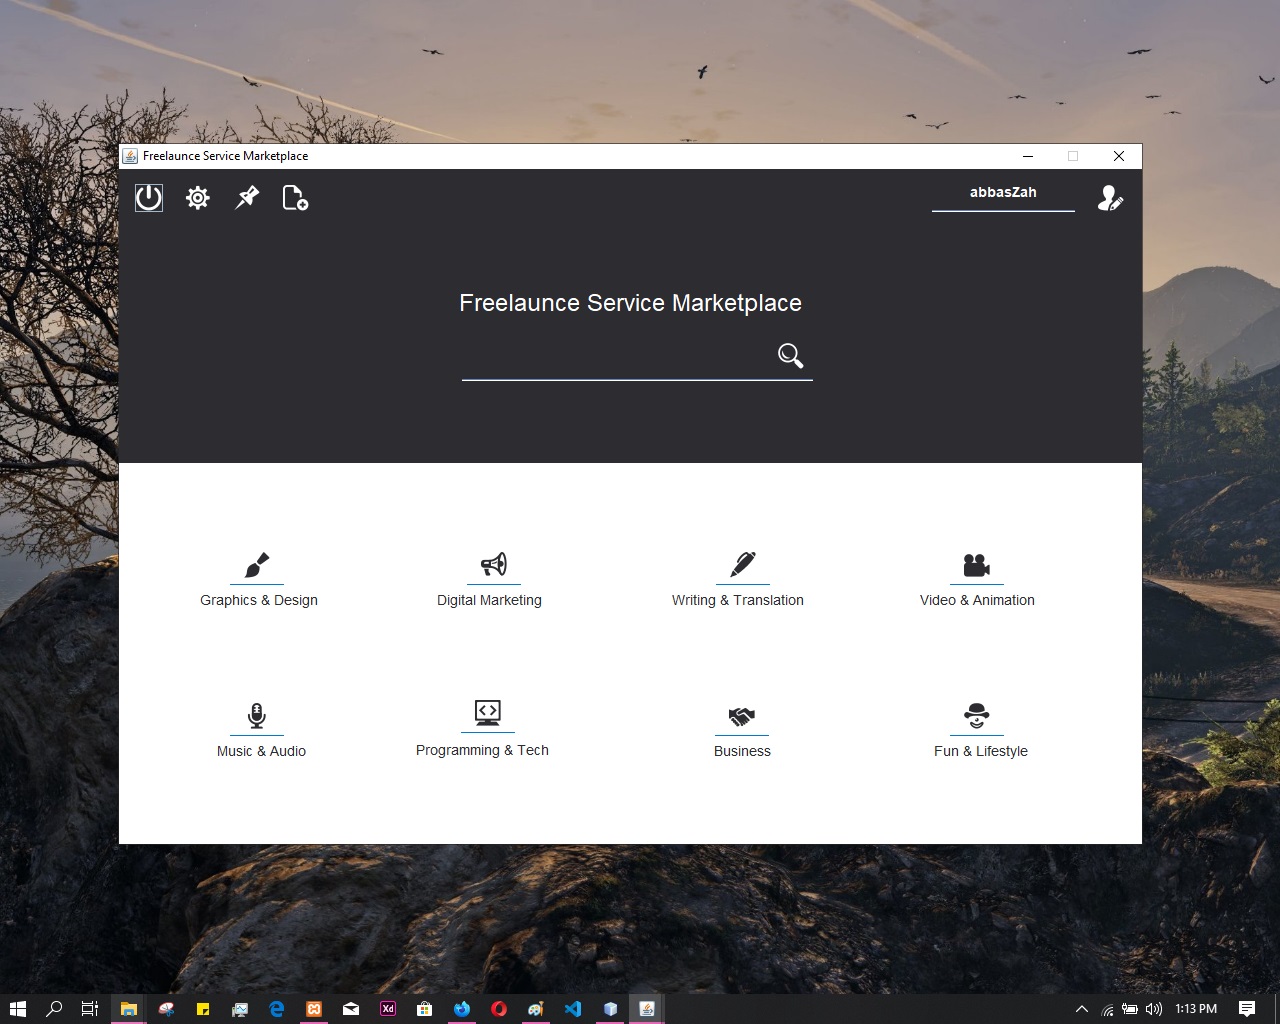 Freelaunce Service Marketplace
abbasZah
Freelaunce Service Marketplace
Graphics & Design
Digital Marketing
Writing & Translation
Video & Animation
Music & Audio
Programming & Tech
Business
Fun & Lifestyle
Xd
1:13 PM